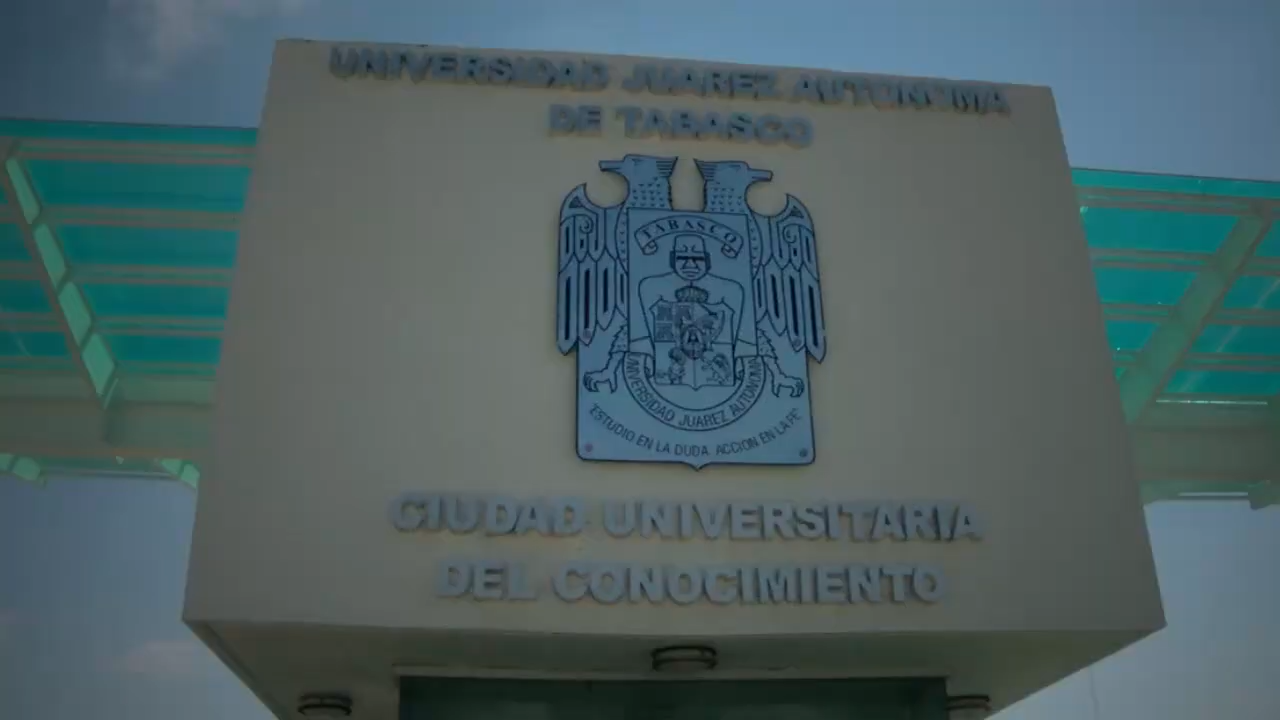 UNIVERSIDAD JUAREZ AUTONOMA
DE TABASCO
TABASCO
UNIVERSIDAD JUAREZ AUTONOMA
"ESTUDIO EN LA DUDA. ACCION EN LA FE"
CIUDAD UNIVERSITARIA
DEL CONOCIMIENTO